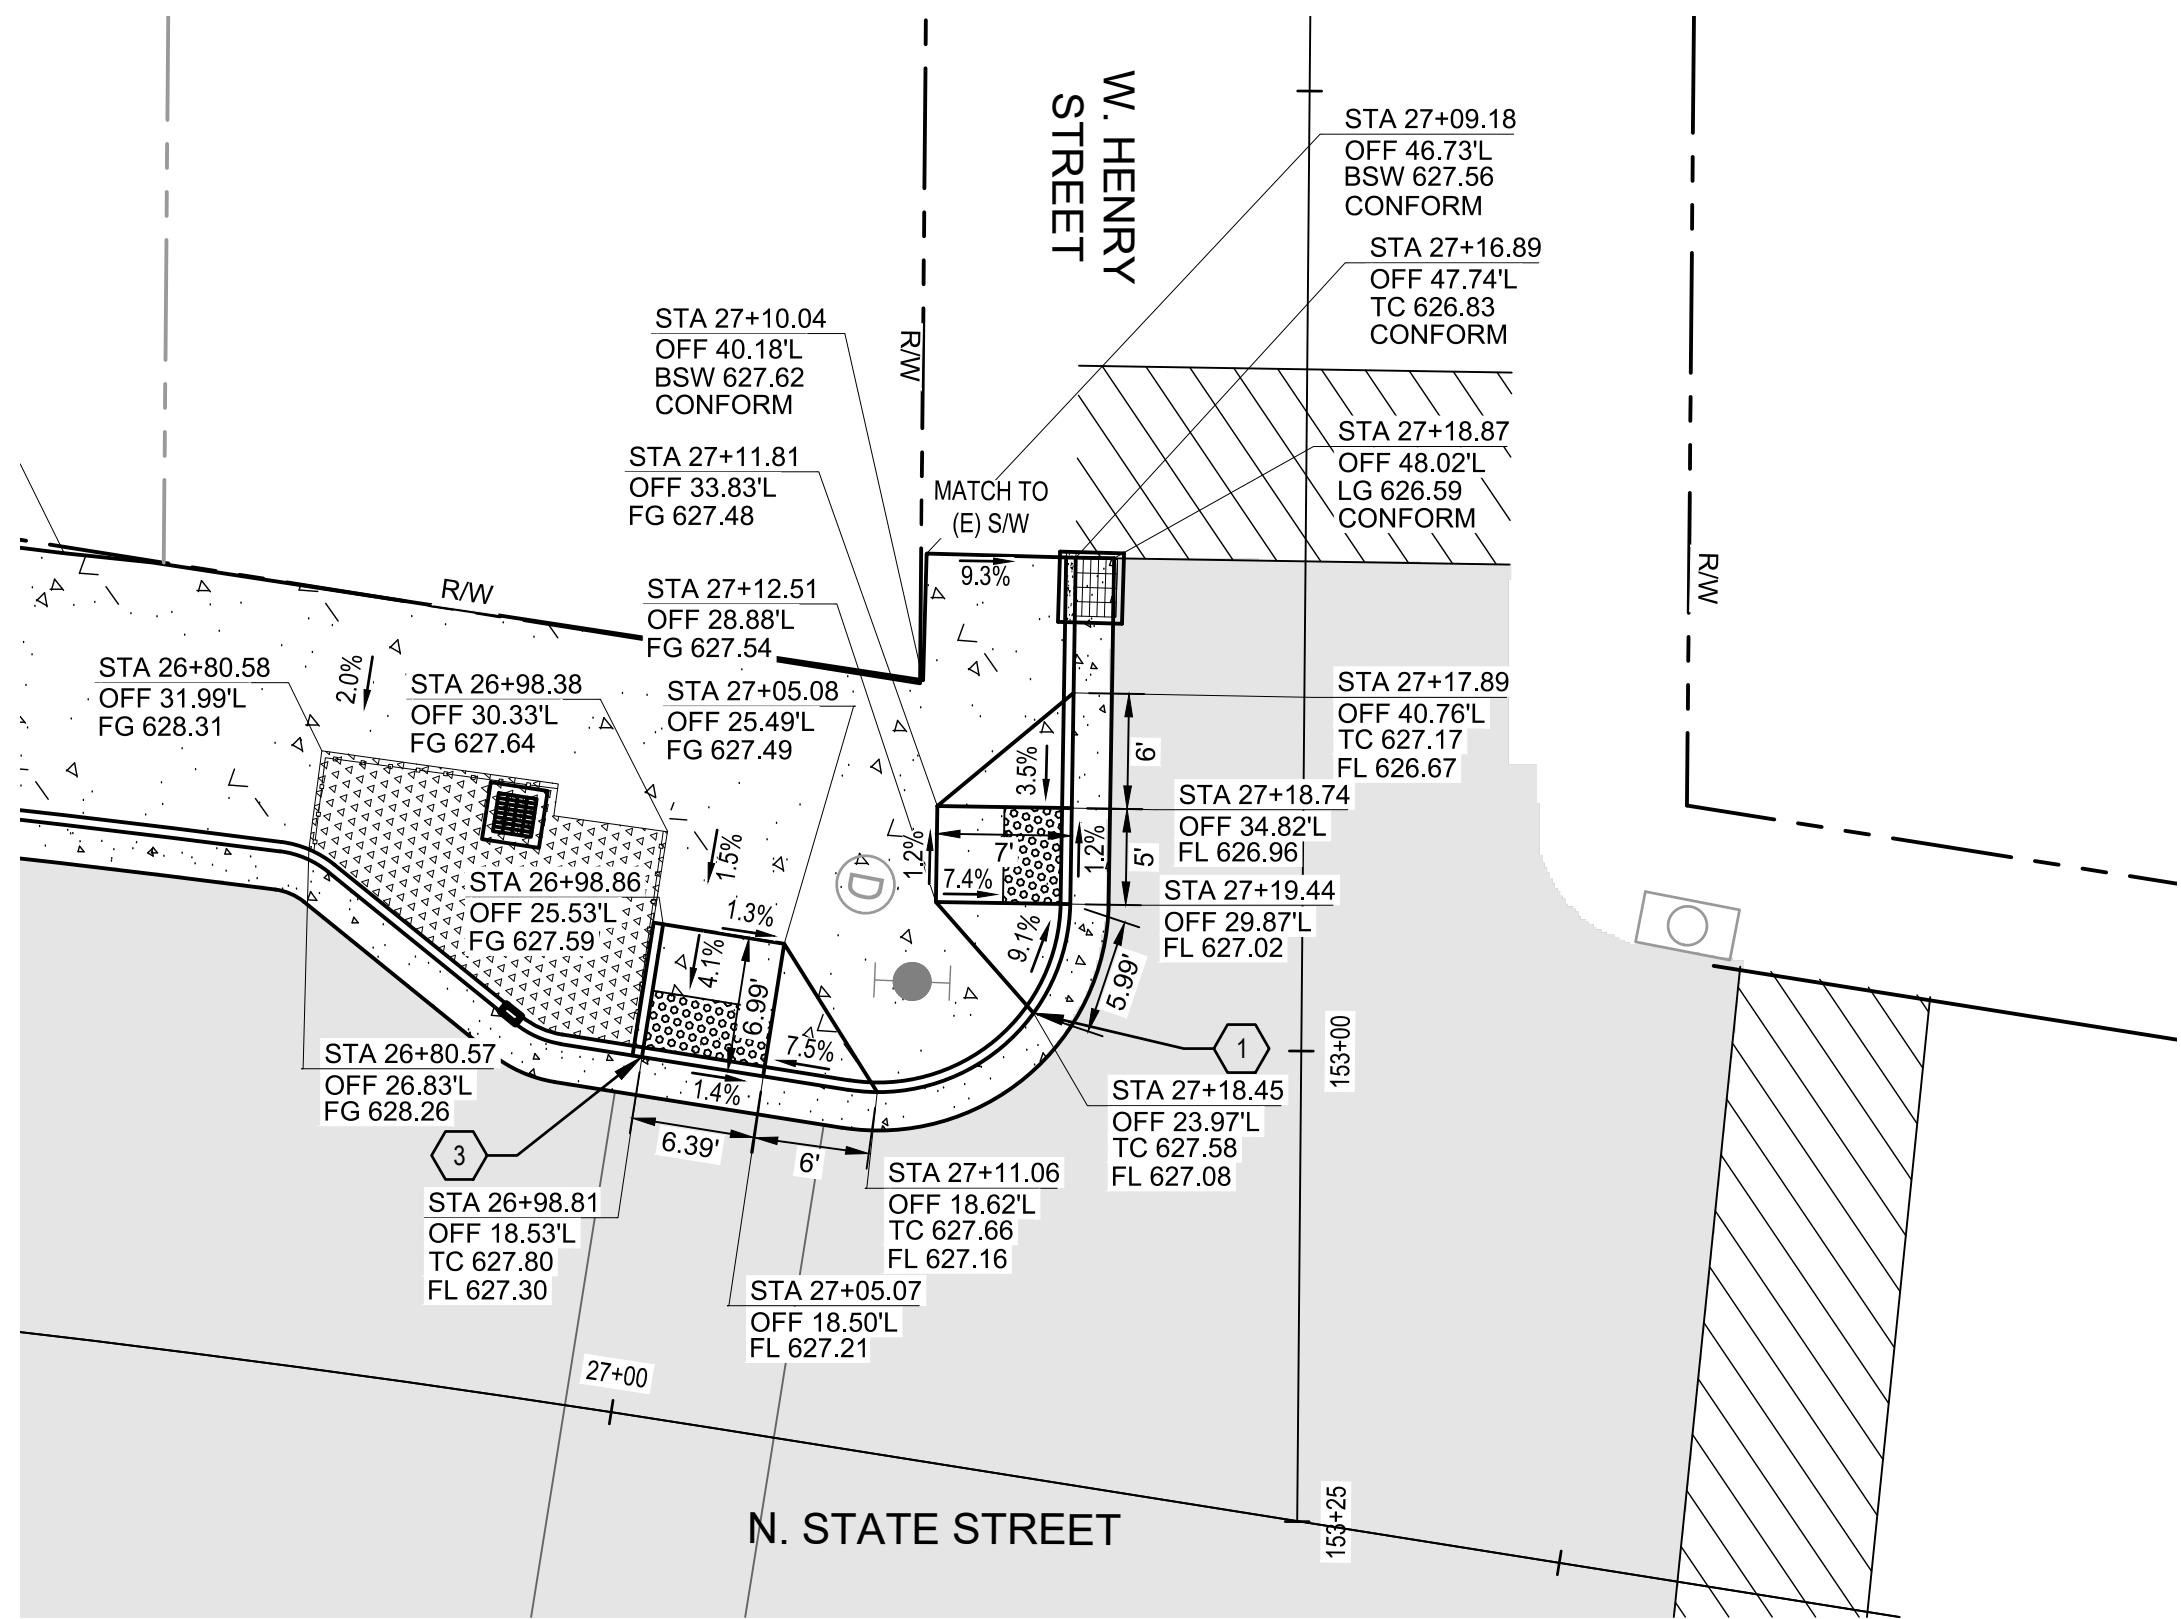 W. HENRY
STREET
STA 27+09.18
OFF 46.73'L
BSW 627.56
CONFORM
STA 27+16.89
OFF 47.74'L
TC 626.83
CONFORM
STA 27+10.04
OFF 40.18'L
BSW 627.62
CONFORM
R/W
STA 27+18.87
OFF 48.02'L
LG 626.59
CONFORM
STA 27+11.81
OFF 33.83'L
FG 627.48
MATCH TO
(E) S/W
R/W
9.3%
R/W
STA 27+12.51
OFF 28.88'L
FG 627.54
STA 26+80.58
OFF 31.99'L
FG 628.31
2.0%
STA 26+98.38
OFF 30.33'L
FG 627.64
STA 27+05.08
OFF 25.49'L
FG 627.49
STA 27+17.89
OFF 40.76'L
TC 627.17
FL 626.67
6'
3.5%
STA 27+18.74
OFF 34.82'L
FL 626.96
1.5%
1.2%
7'
1.2%
5'
7.4%
D
STA 26+98.86
OFF 25.53'L
FG 627.59
STA 27+19.44
OFF 29.87'L
FL 627.02
1.3%
4.1%
6.99'
9.1%
5.99'
7.5%
1.4%
1
153+00
STA 26+80.57
OFF 26.83'L
FG 628.26
STA 27+18.45
OFF 23.97'L
TC 627.58
FL 627.08
3
6.39'
6'
STA 27+11.06
OFF 18.62'L
TC 627.66
FL 627.16
STA 26+98.81
OFF 18.53'L
TC 627.80
FL 627.30
STA 27+05.07
OFF 18.50'L
FL 627.21
27+00
N. STATE STREET
153+25